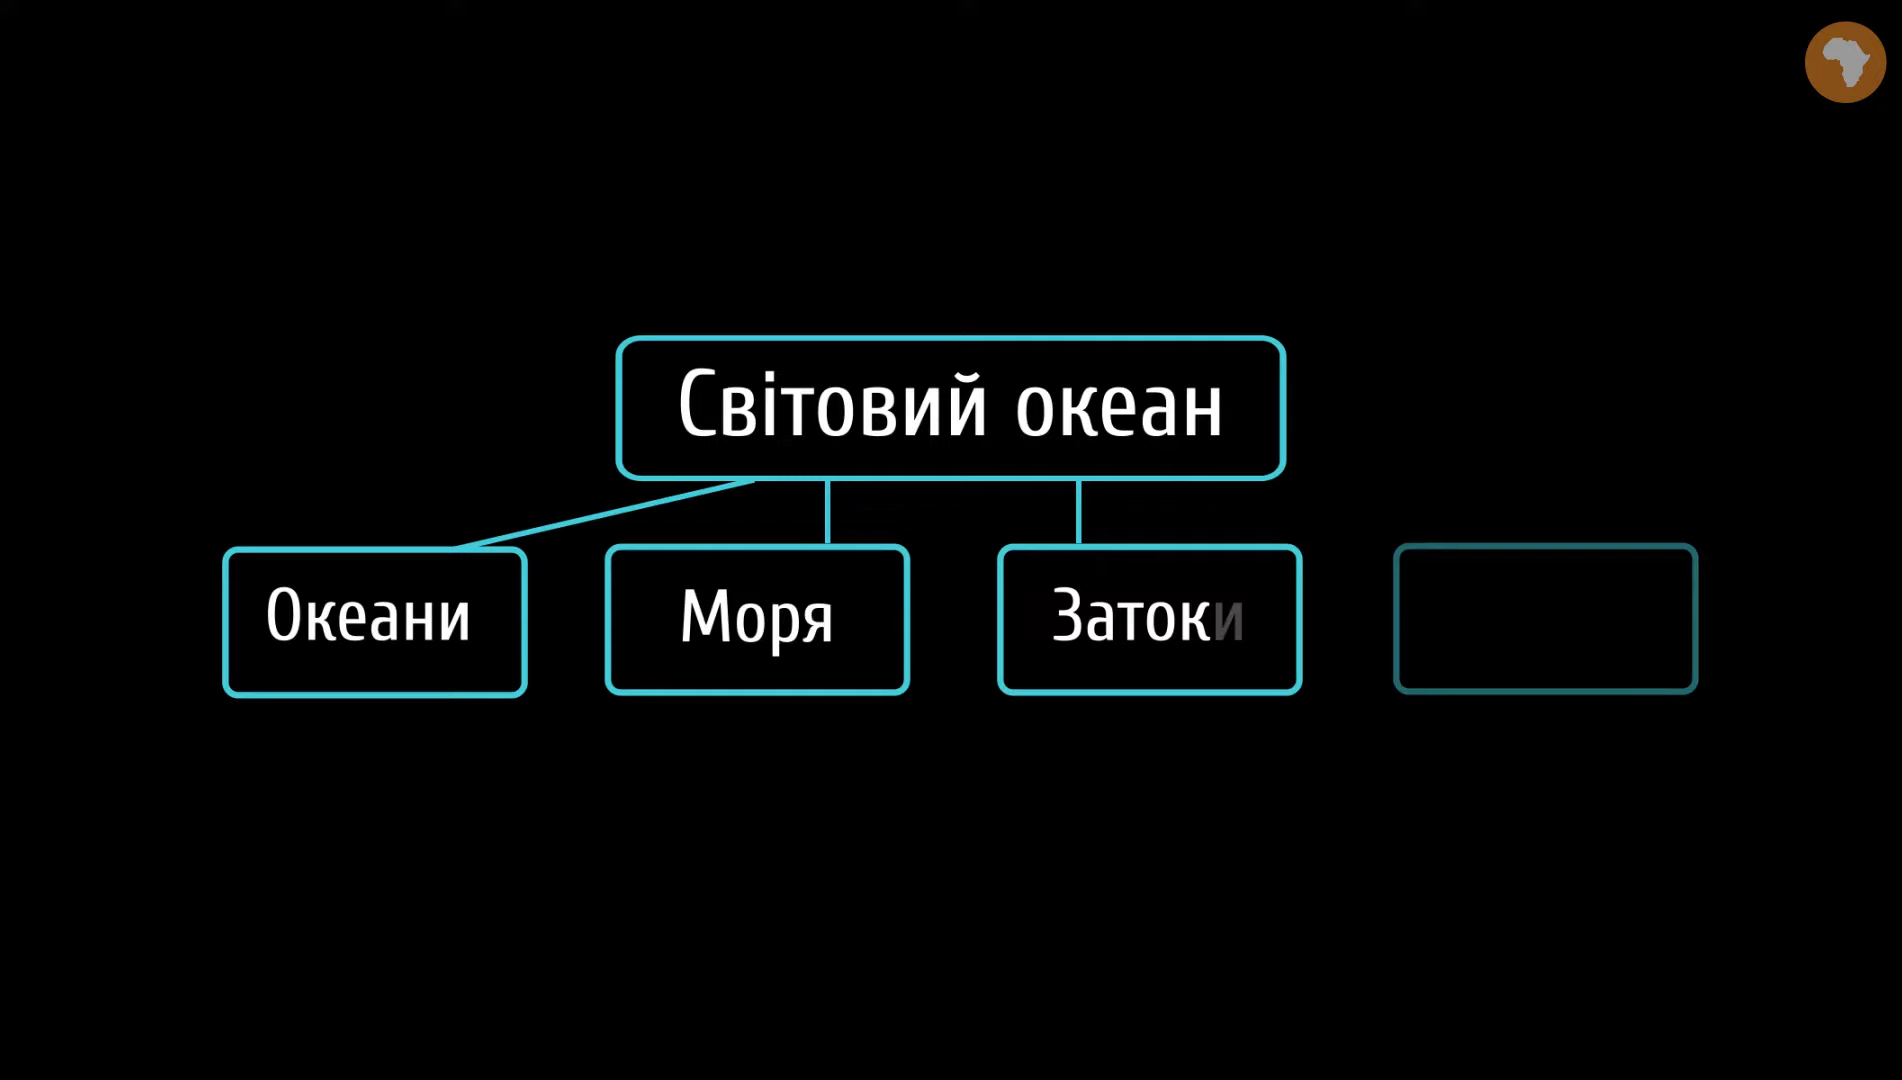 Світовий океан
Океани
Моря
Затоки